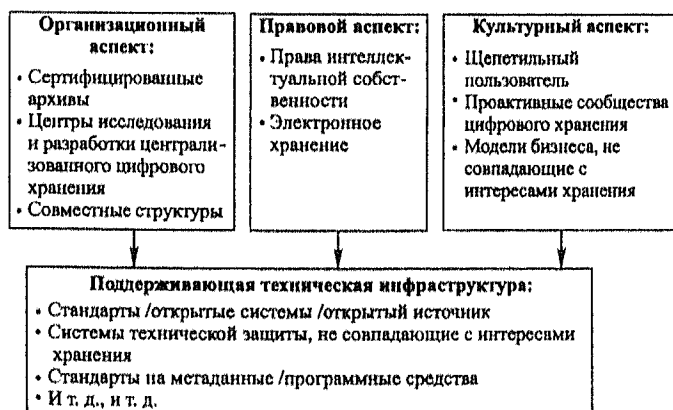 Организационный
аспект:
• Сертифицированные
архивы
• Центры исследования
и разработки централи-
зованного цифрового
хранения
• Совместные структуры
Правовой аспект:
• Права интеллек-
туальной собст-
венности
• Электронное
хранение
Культурный аспект:
• Щепетильный
пользователь
• Проактивные сообщества
цифрового хранения
• Модели бизнеса, не
совпадающие с
интересами хранения
Поддерживающая техническая инфраструктура:
• Стандарты /открытые системы /открытый источник
• Системы технической защиты, не совпадающие с интересами
хранения
• Стандарты на метаданные /программные средства
• И т. д., и т. д.